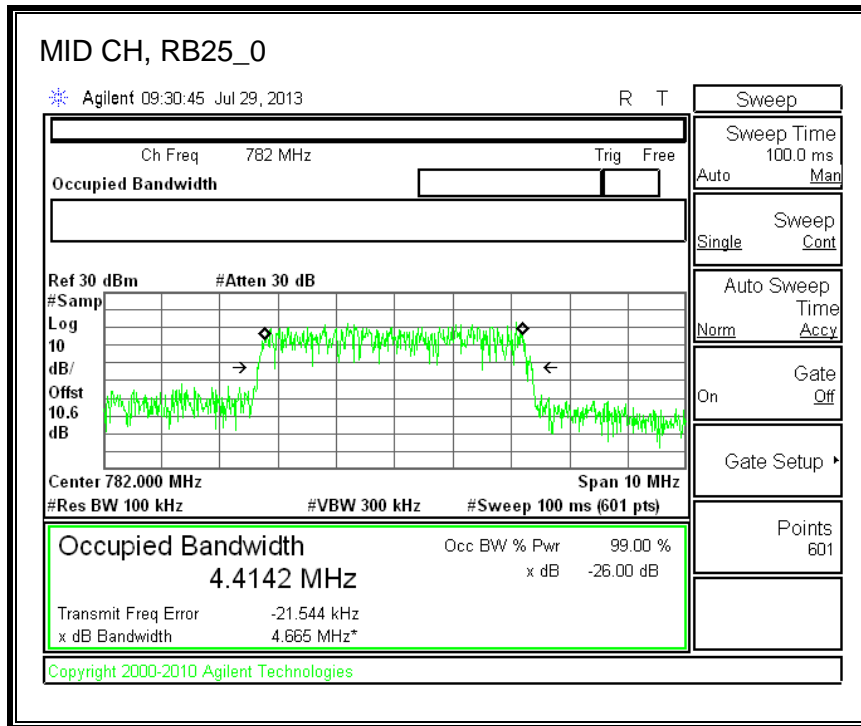 MID CH, RB25_0
Agilent 09:30:45 Jul 29, 2013 R T
Ch Freq 782 MHz Trig Free
Occupied Bandwidth
Ref 30 dBm #Atten 30 dB
#Samp
Log
10
dB/
Offst
10.6
dB
Center 782.000 MHz Span 10 MHz
#Res BW 100 kHz #VBW 300 kHz #Sweep 100 ms (601 pts)
Occupied Bandwidth Occ BW % Pwr 99.00 %
4.4142 MHz x dB -26.00 dB
Transmit Freq Error -21.544 kHz
x dB Bandwidth 4.665 MHz*
Copyright 2000-2010 Agilent Technologies
Sweep
Sweep Time
100.0 ms
Auto Man
Sweep
Single Cont
Auto Sweep
Time
Norm Accy
Gate
On Off
Gate Setup
Points
601